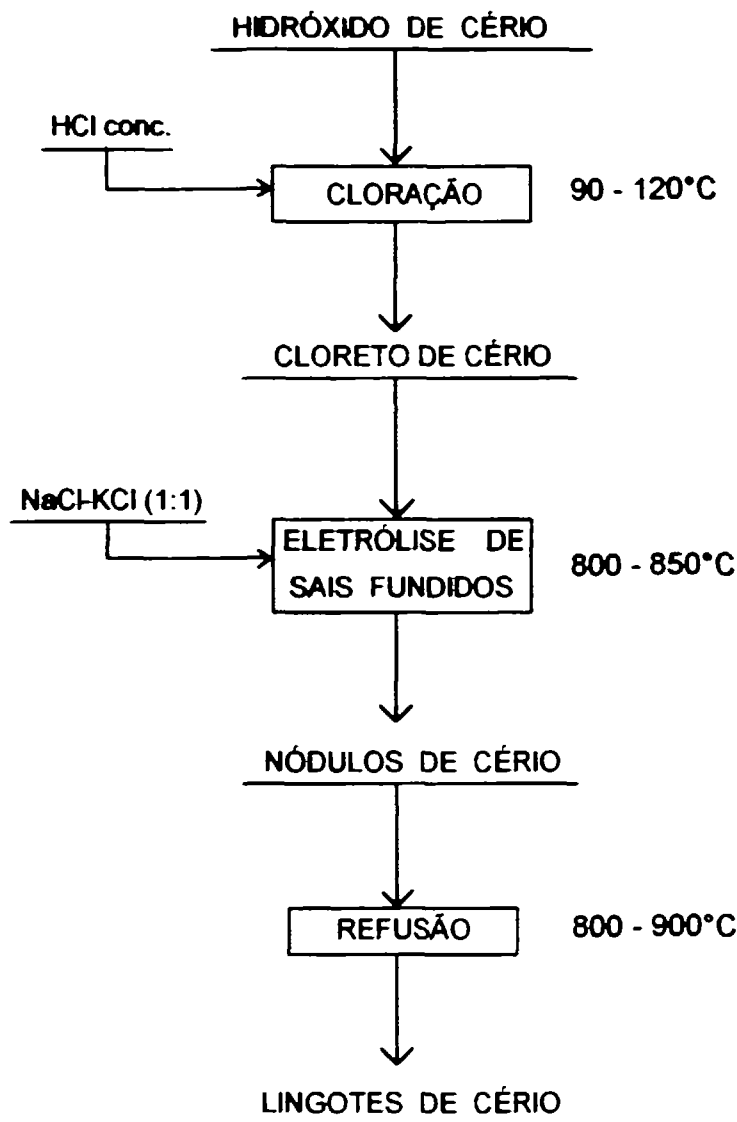 HIDRÓXIDO DE CÉRIO
HCl conc.
CLORAÇÃO
90 - 120°C
CLORETO DE CÉRIO
NaCl-KCl (1:1)
ELETRÓLISE DE
SAIS FUNDIDOS
800 - 850°C
NÓDULOS DE CÉRIO
REFUSÃO
800 - 900°C
LINGOTES DE CÉRIO